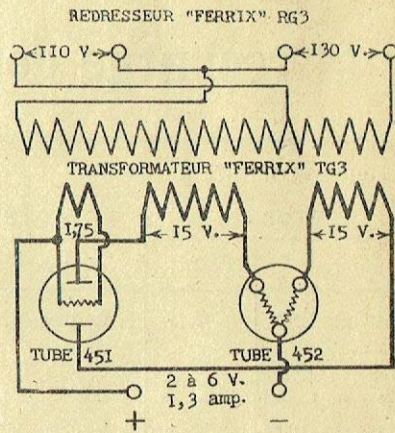 REDRESSEUR "FERRIX" RG3
110 V.
130 V.
TRANSFORMATEUR "FERRIX" TG3
1,75
15 V.
15 V.
TUBE 451
TUBE 452
2 à 6 V.
1,3 amp.
+
−